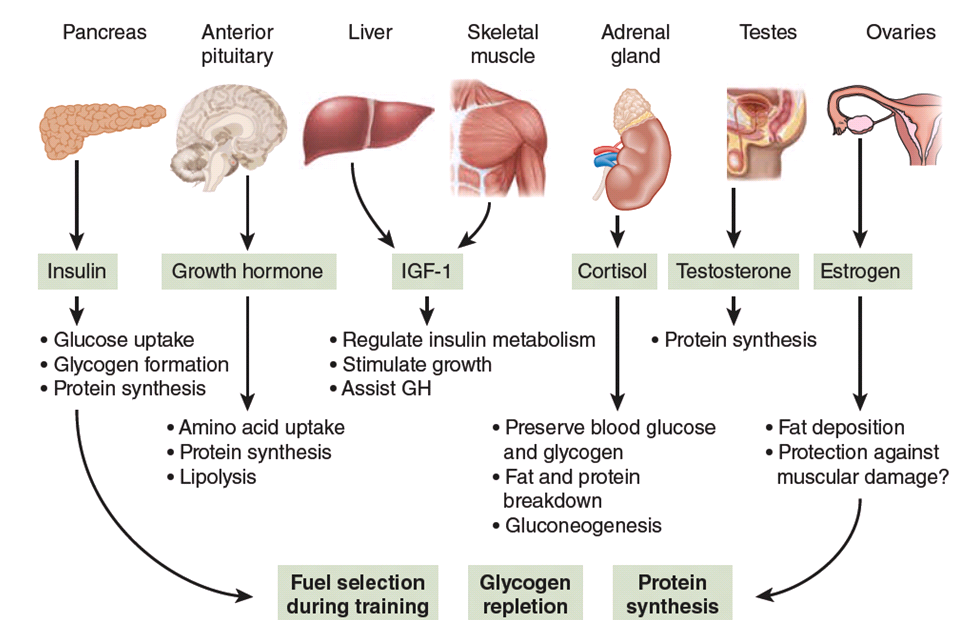 Pancreas
Anterior
pituitary
Liver
Skeletal
muscle
Adrenal
gland
Testes
Ovaries
Insulin
Growth hormone
IGF-1
Cortisol
Testosterone
Estrogen
• Glucose uptake
• Glycogen formation
• Protein synthesis
• Regulate insulin metabolism
• Stimulate growth
• Assist GH
• Protein synthesis
• Amino acid uptake
• Protein synthesis
• Lipolysis
• Preserve blood glucose
and glycogen
• Fat and protein
breakdown
• Gluconeogenesis
• Fat deposition
• Protection against
muscular damage?
Fuel selection
during training
Glycogen
repletion
Protein
synthesis